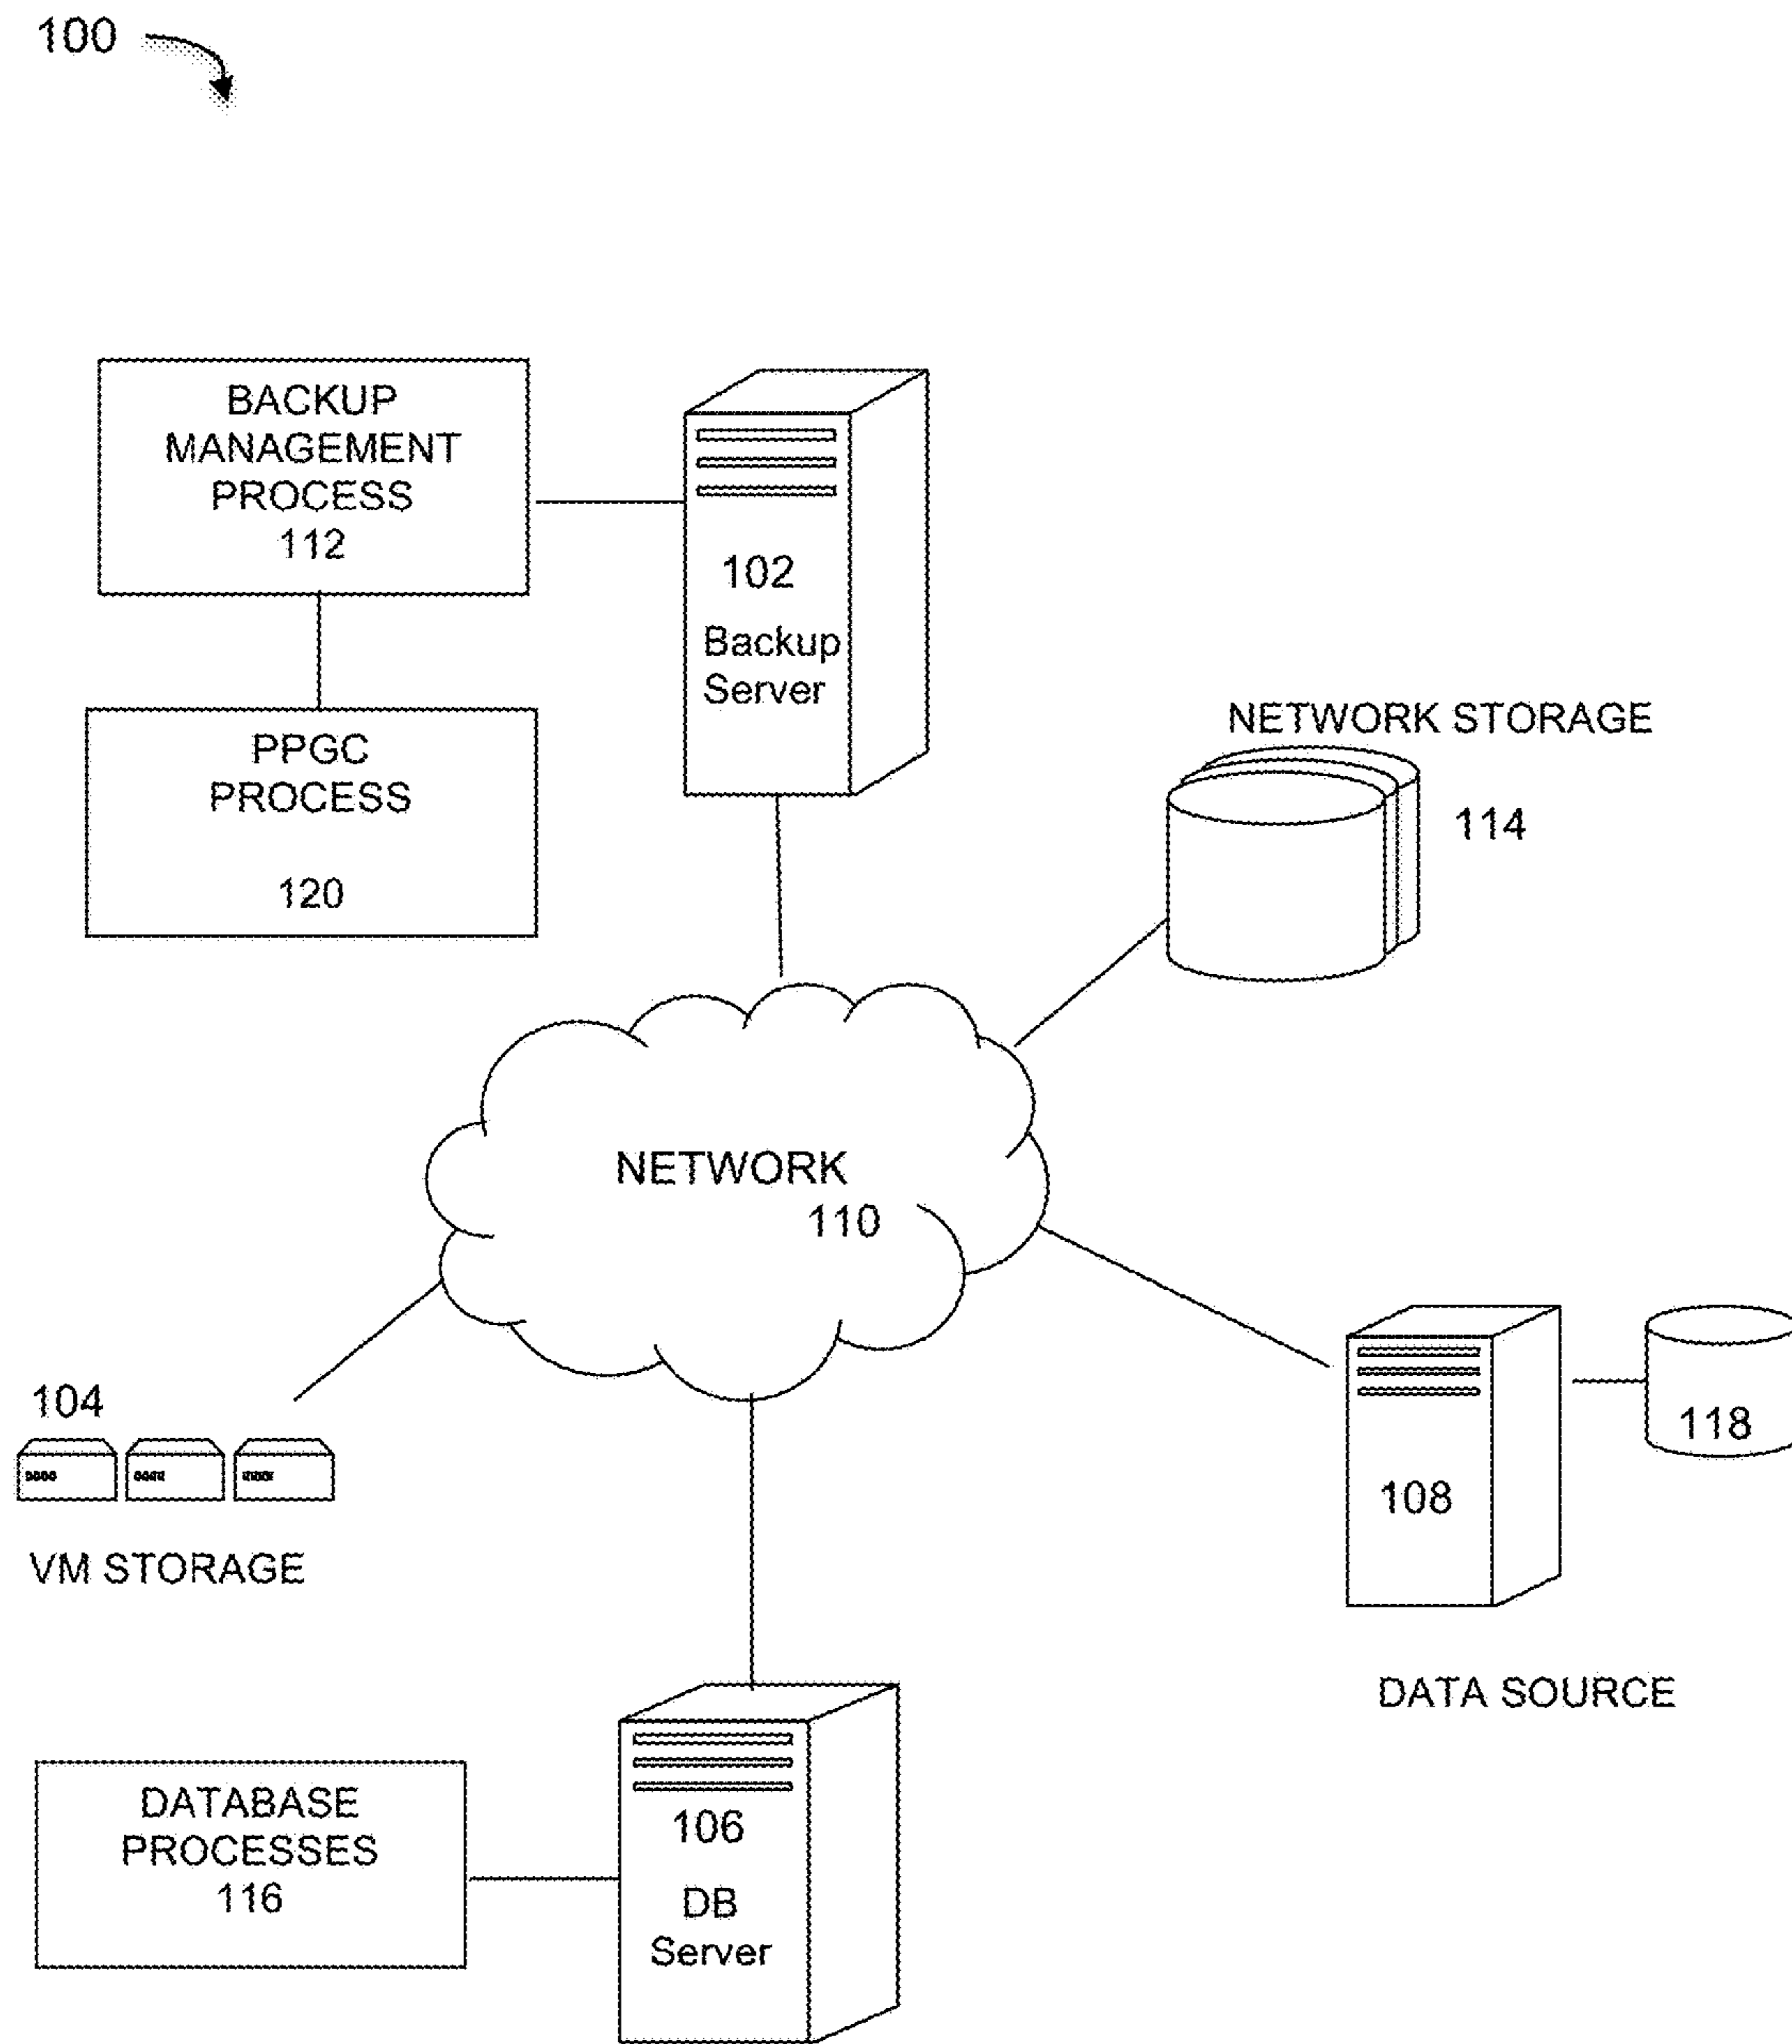 100
BACKUP
MANAGEMENT
PROCESS
112
102
Backup
Server
PPGC
PROCESS
120
NETWORK STORAGE
114
NETWORK
110
104
VM STORAGE
118
108
DATA SOURCE
DATABASE
PROCESSES
116
106
DB
Server